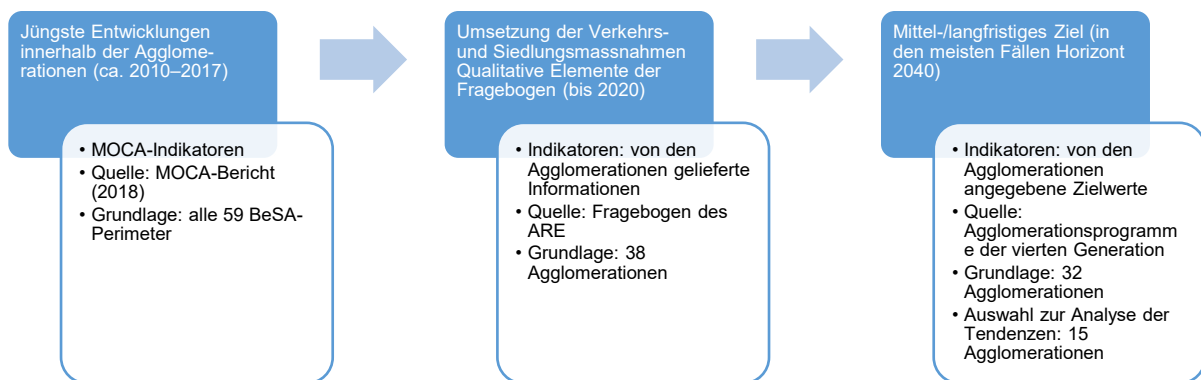 Jüngste Entwicklungen
innerhalb der Agglome-
rationen (ca. 2010–2017)
• MOCA-Indikatoren
• Quelle: MOCA-Bericht
(2018)
• Grundlage: alle 59 BeSA-
Perimeter
Umsetzung der Verkehrs-
und Siedlungsmassnahmen
Qualitative Elemente der
Fragebogen (bis 2020)
• Indikatoren: von den
Agglomerationen gelieferte
Informationen
• Quelle: Fragebogen des
ARE
• Grundlage: 38
Agglomerationen
Mittel-/langfristiges Ziel (in
den meisten Fällen Horizont
2040)
• Indikatoren: von den
Agglomerationen
angegebene Zielwerte
• Quelle:
Agglomerationsprogramm
e der vierten Generation
• Grundlage: 32
Agglomerationen
• Auswahl zur Analyse der
Tendenzen: 15
Agglomerationen